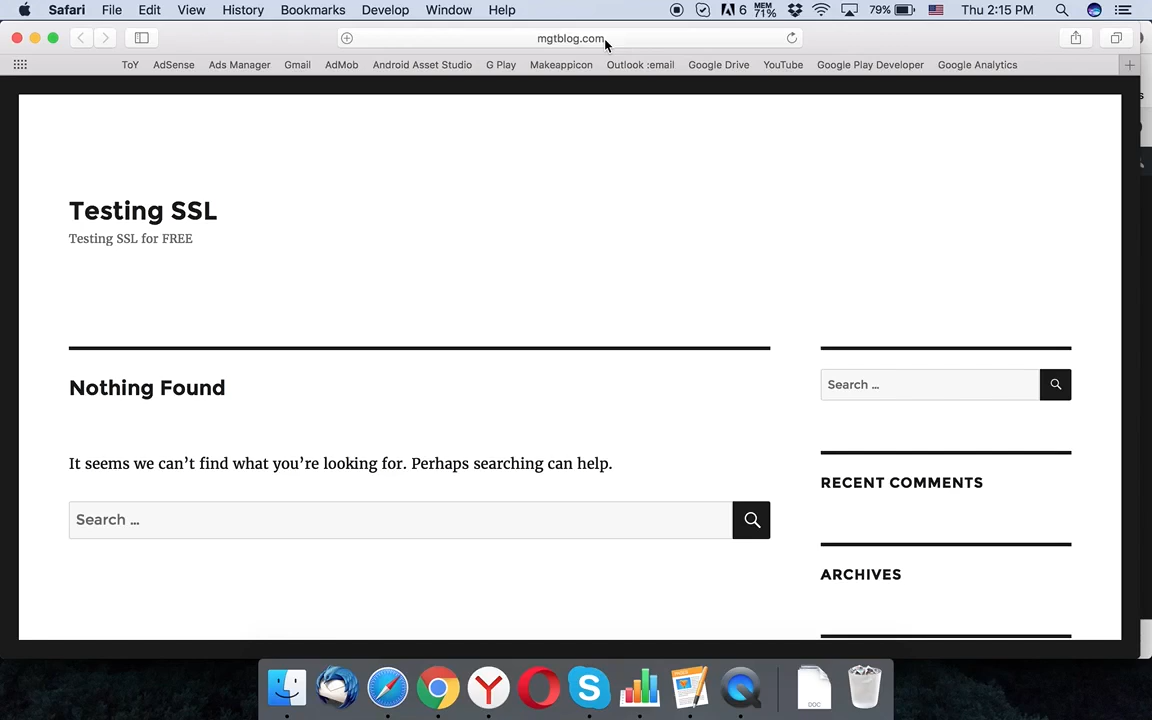 Safari File Edit View History Bookmarks Develop Window Help 6 MEM 71% 79% Thu 2:15 PM
mgtblog.com
ToY AdSense Ads Manager Gmail AdMob Android Asset Studio G Play Makeappicon Outlook :email Google Drive YouTube Google Play Developer Google Analytics
Testing SSL
Testing SSL for FREE
Nothing Found
It seems we can’t find what you’re looking for. Perhaps searching can help.
Search …
Search …
RECENT COMMENTS
ARCHIVES
DOC